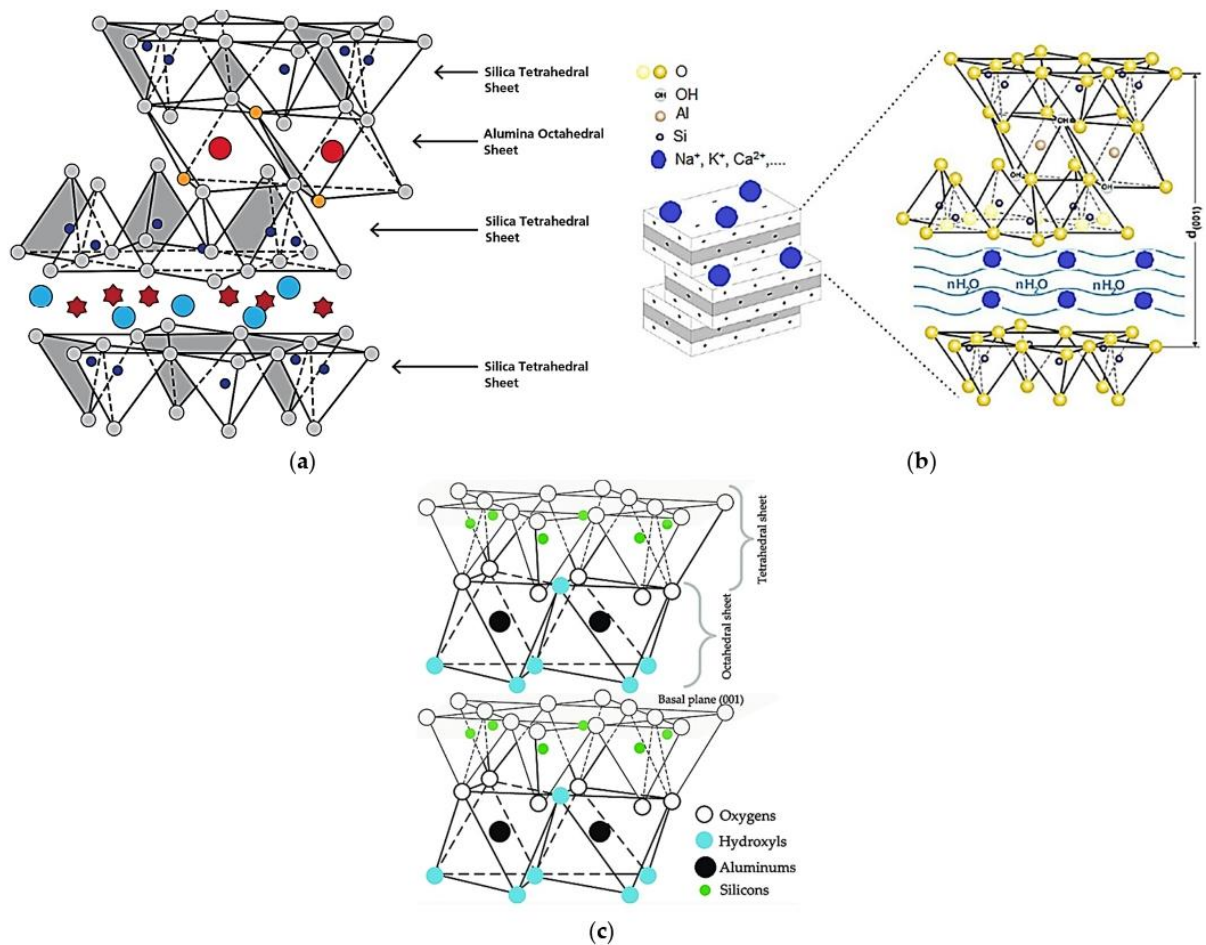 Silica Tetrahedral
Sheet
Alumina Octahedral
Sheet
Silica Tetrahedral
Sheet
Silica Tetrahedral
Sheet
(a)
O
OH
OH
Al
Si
Na⁺, K⁺, Ca²⁺,....
OH
OH
OH
nH₂O nH₂O nH₂O
d(001)
(b)
Tetrahedral sheet
Octahedral sheet
Basal plane (001)
Oxygens
Hydroxyls
Aluminums
Silicons
(c)